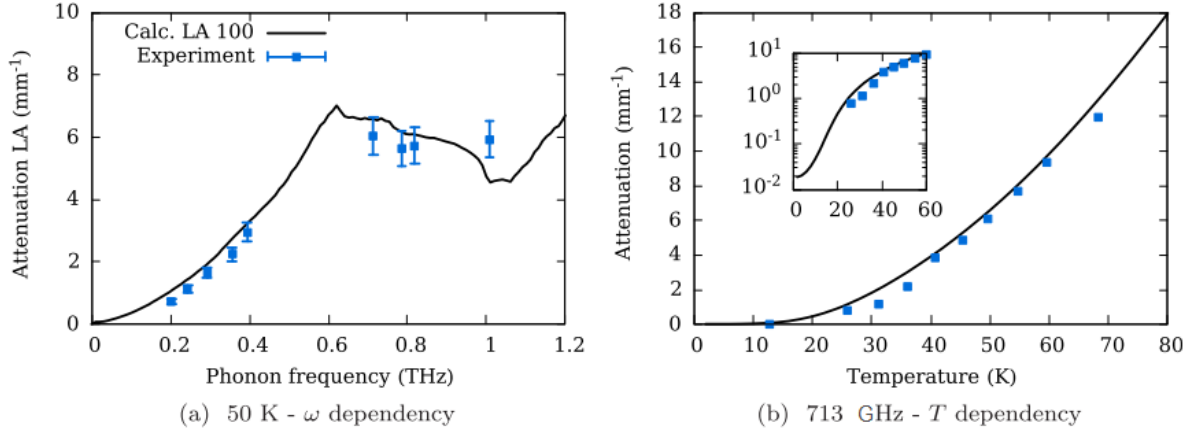 Attenuation LA (mm⁻¹)
10
8
6
4
2
0
Calc. LA 100
Experiment
0 0.2 0.4 0.6 0.8 1 1.2
Phonon frequency (THz)
(a) 50 K - ω dependency
Attenuation (mm⁻¹)
18
16
14
12
10
8
6
4
2
0
10¹
10⁰
10⁻¹
10⁻²
0 20 40 60
0 10 20 30 40 50 60 70 80
Temperature (K)
(b) 713 GHz - T dependency